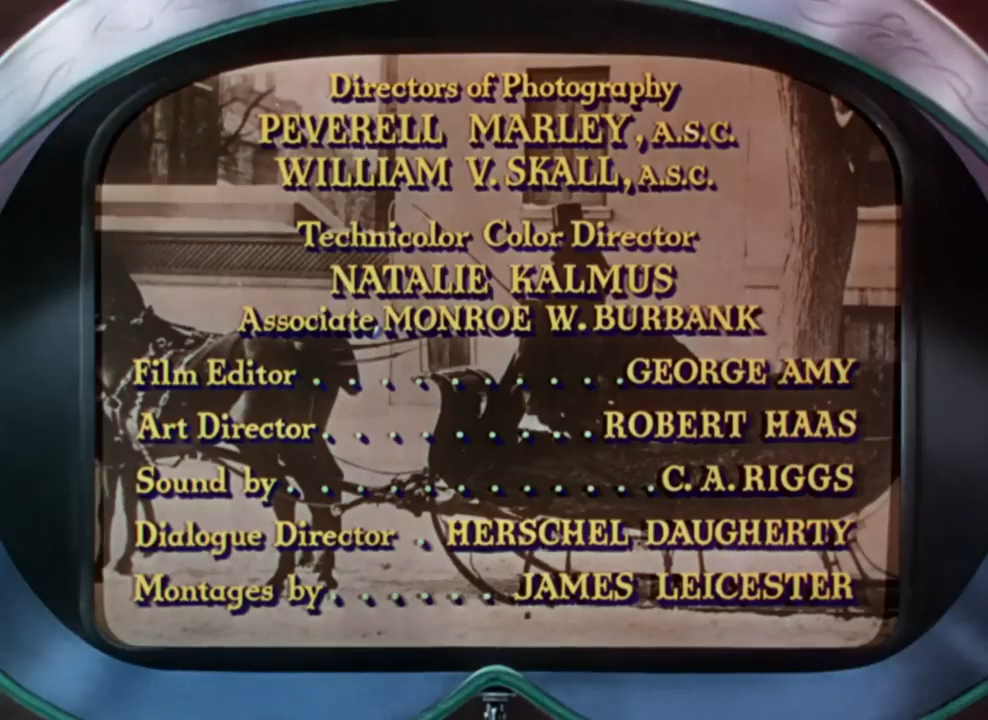 Directors of Photography
PEVERELL MARLEY, A.S.C.
WILLIAM V. SKALL, A.S.C.
Technicolor Color Director
NATALIE KALMUS
Associate, MONROE W. BURBANK
Film Editor . . . . . . . . . . GEORGE AMY
Art Director . . . . . . . . . ROBERT HAAS
Sound by . . . . . . . . . . . . C. A. RIGGS
Dialogue Director . HERSCHEL DAUGHERTY
Montages by . . . . . . JAMES LEICESTER